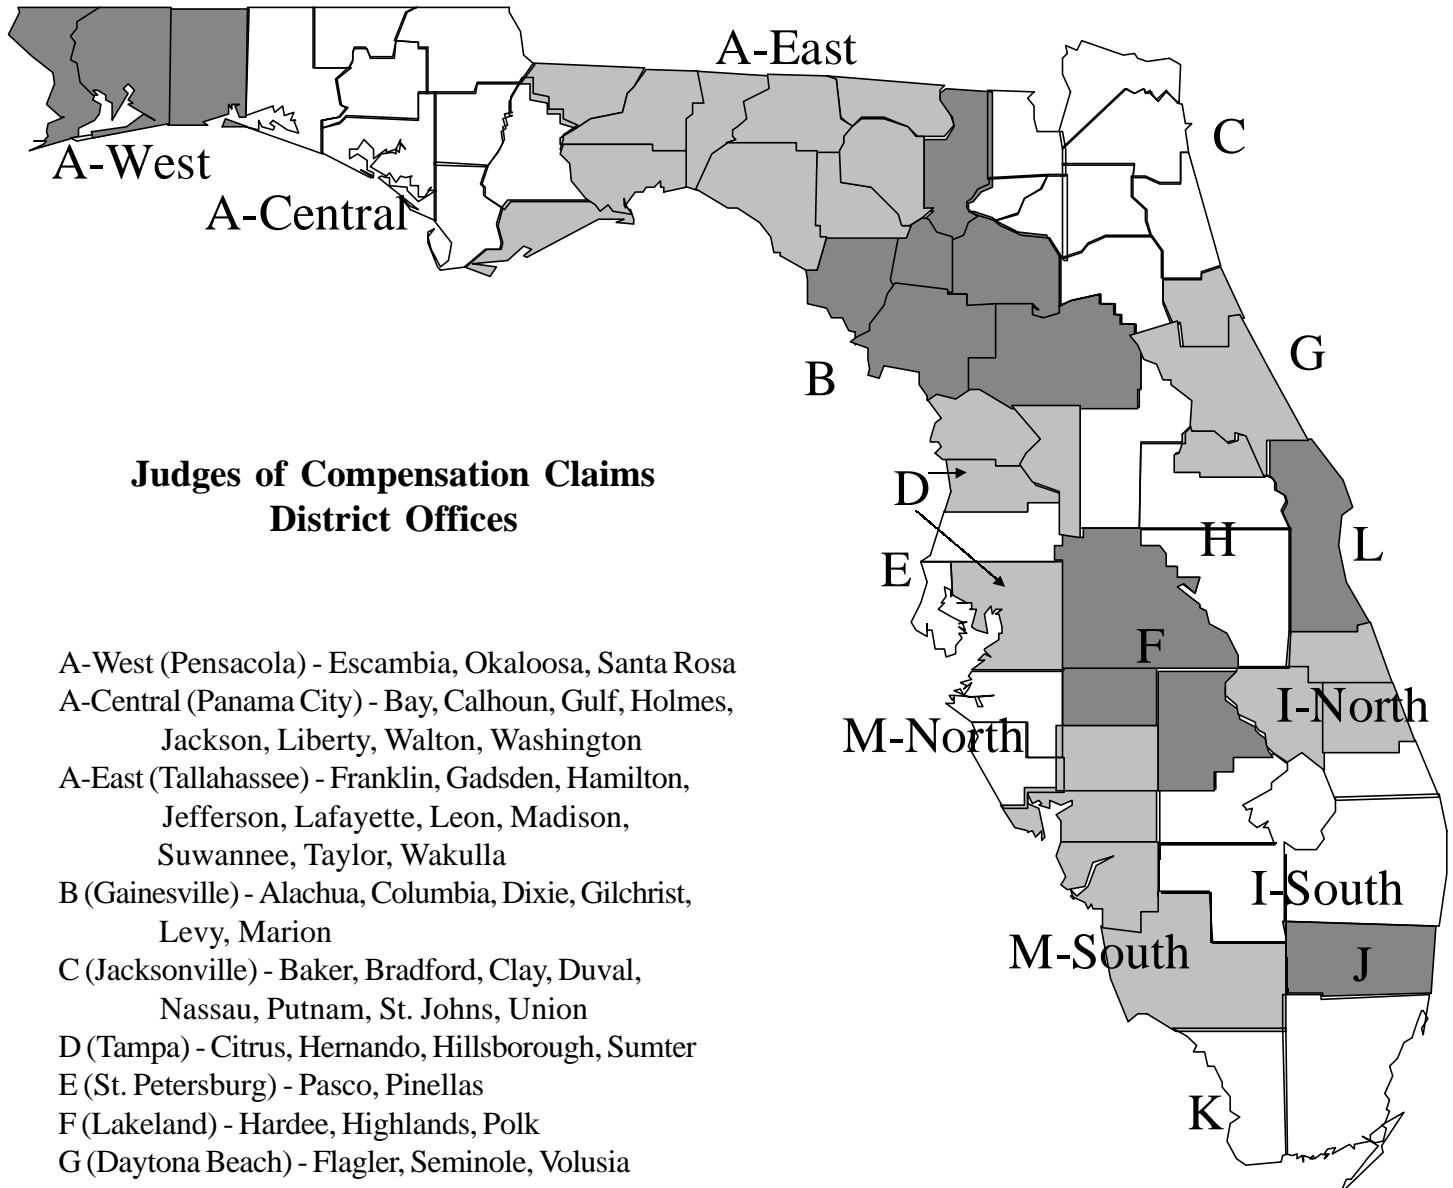 A-East
C
A-West
A-Central
G
B
Judges of Compensation Claims
District Offices
D
H
L
E
F
I-North
M-North
I-South
M-South
J
K
A-West (Pensacola) - Escambia, Okaloosa, Santa Rosa
A-Central (Panama City) - Bay, Calhoun, Gulf, Holmes,
Jackson, Liberty, Walton, Washington
A-East (Tallahassee) - Franklin, Gadsden, Hamilton,
Jefferson, Lafayette, Leon, Madison,
Suwannee, Taylor, Wakulla
B (Gainesville) - Alachua, Columbia, Dixie, Gilchrist,
Levy, Marion
C (Jacksonville) - Baker, Bradford, Clay, Duval,
Nassau, Putnam, St. Johns, Union
D (Tampa) - Citrus, Hernando, Hillsborough, Sumter
E (St. Petersburg) - Pasco, Pinellas
F (Lakeland) - Hardee, Highlands, Polk
G (Daytona Beach) - Flagler, Seminole, Volusia